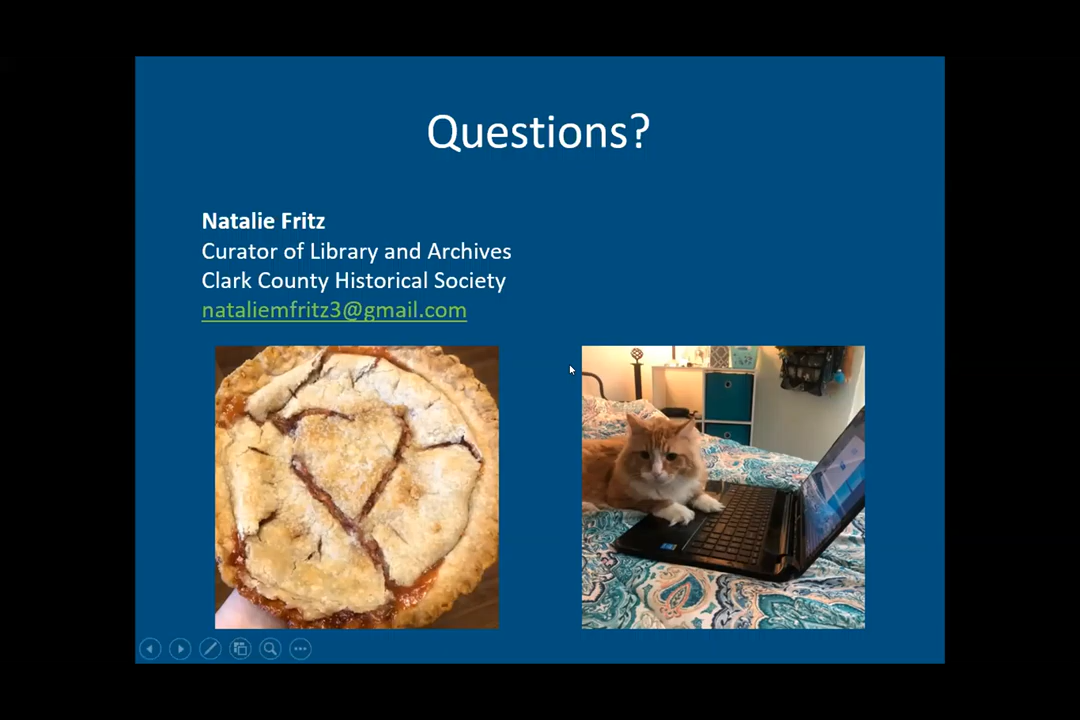 Questions?
Natalie Fritz
Curator of Library and Archives
Clark County Historical Society
nataliemfritz3@gmail.com